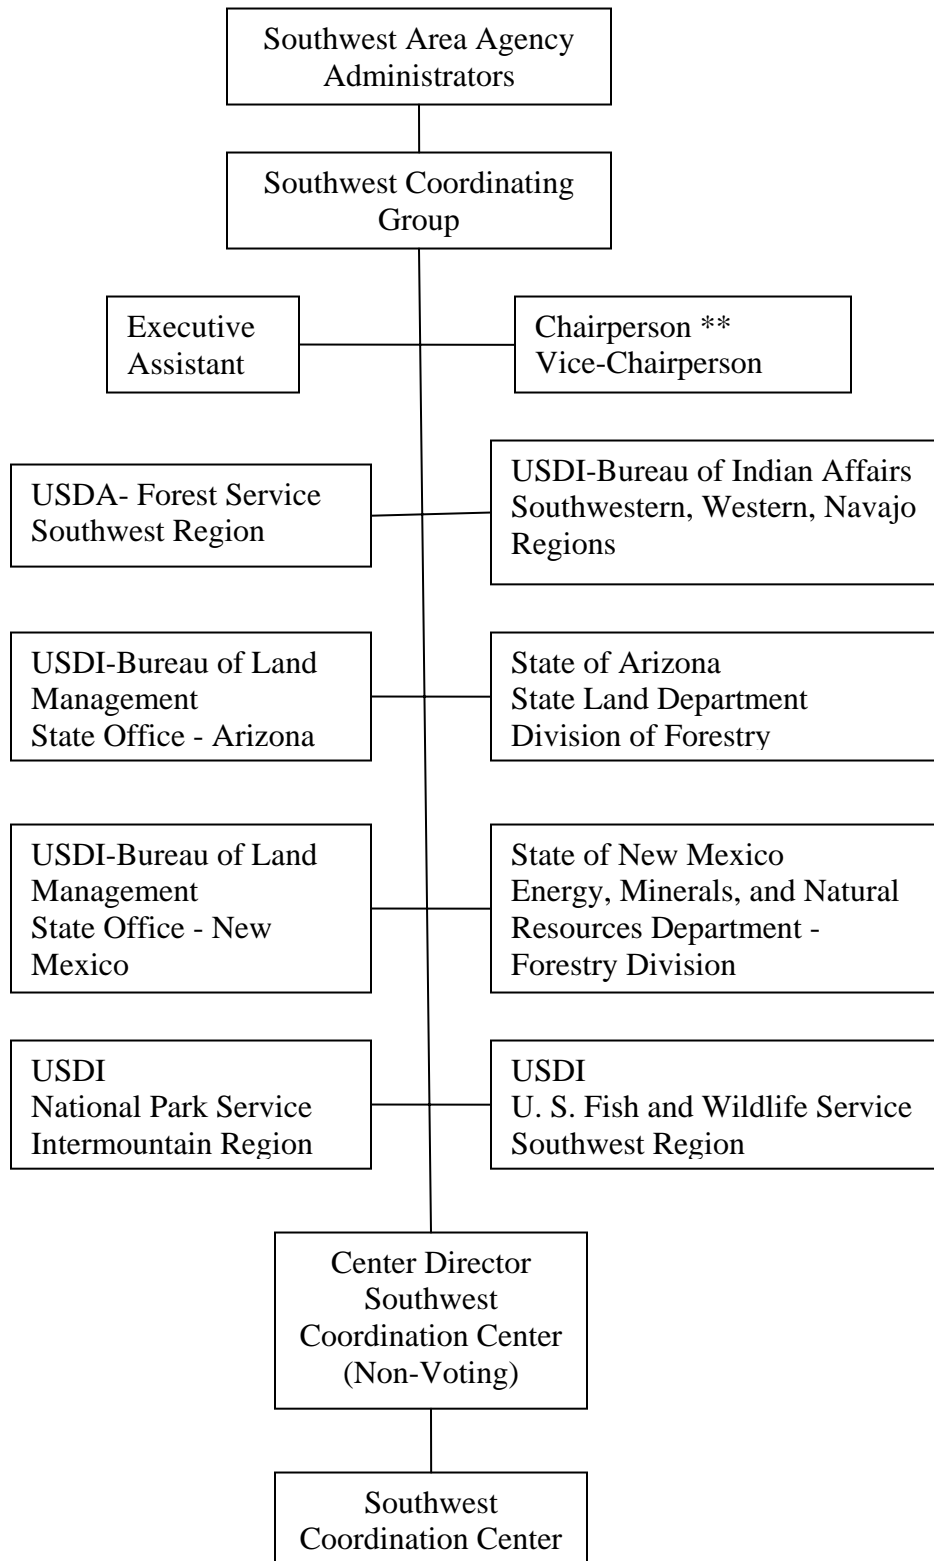 Southwest Area Agency
Administrators
Southwest Coordinating
Group
Executive
Assistant
Chairperson **
Vice-Chairperson
USDA- Forest Service
Southwest Region
USDI-Bureau of Indian Affairs
Southwestern, Western, Navajo
Regions
USDI-Bureau of Land
Management
State Office - Arizona
State of Arizona
State Land Department
Division of Forestry
USDI-Bureau of Land
Management
State Office - New
Mexico
State of New Mexico
Energy, Minerals, and Natural
Resources Department -
Forestry Division
USDI
National Park Service
Intermountain Region
USDI
U. S. Fish and Wildlife Service
Southwest Region
Center Director
Southwest
Coordination Center
(Non-Voting)
Southwest
Coordination Center